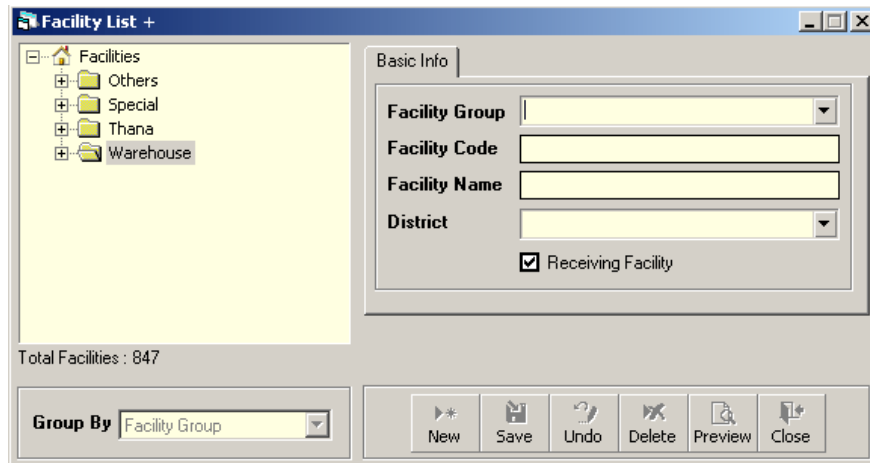 Facility List +
Facilities
Others
Special
Thana
Warehouse
Total Facilities : 847
Group By Facility Group
Basic Info
Facility Group
Facility Code
Facility Name
District
Receiving Facility
New Save Undo Delete Preview Close